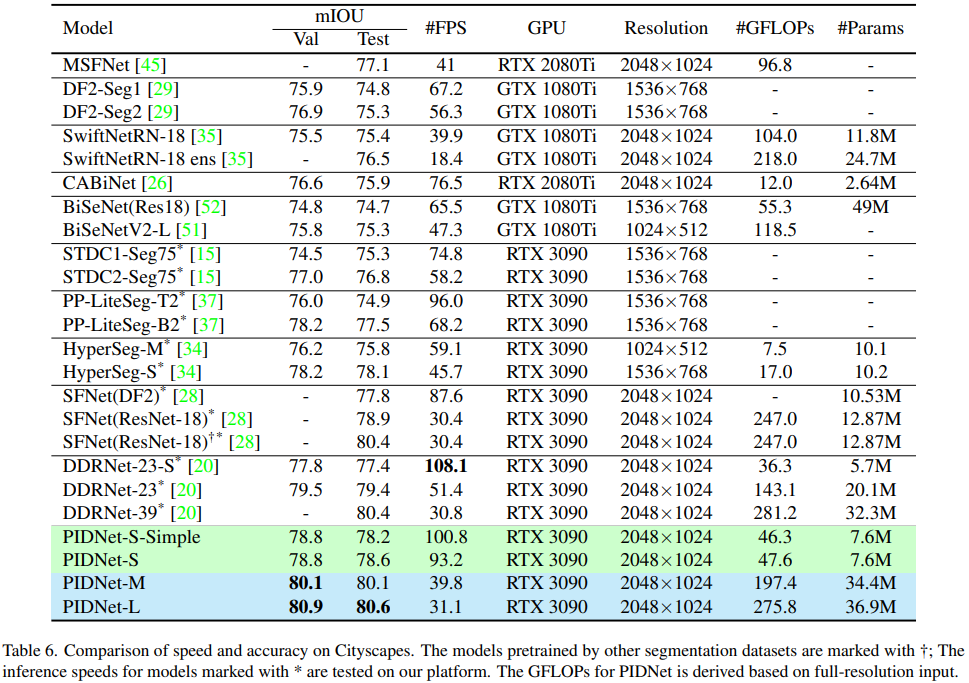 Model mIOU #FPS GPU Resolution #GFLOPs #Params
Val Test
MSFNet [45] - 77.1 41 RTX 2080Ti 2048×1024 96.8 -
DF2-Seg1 [29] 75.9 74.8 67.2 GTX 1080Ti 1536×768 - -
DF2-Seg2 [29] 76.9 75.3 56.3 GTX 1080Ti 1536×768 - -
SwiftNetRN-18 [35] 75.5 75.4 39.9 GTX 1080Ti 2048×1024 104.0 11.8M
SwiftNetRN-18 ens [35] - 76.5 18.4 GTX 1080Ti 2048×1024 218.0 24.7M
CABiNet [26] 76.6 75.9 76.5 RTX 2080Ti 2048×1024 12.0 2.64M
BiSeNet(Res18) [52] 74.8 74.7 65.5 GTX 1080Ti 1536×768 55.3 49M
BiSeNetV2-L [51] 75.8 75.3 47.3 GTX 1080Ti 1024×512 118.5 -
STDC1-Seg75* [15] 74.5 75.3 74.8 RTX 3090 1536×768 - -
STDC2-Seg75* [15] 77.0 76.8 58.2 RTX 3090 1536×768 - -
PP-LiteSeg-T2* [37] 76.0 74.9 96.0 RTX 3090 1536×768 - -
PP-LiteSeg-B2* [37] 78.2 77.5 68.2 RTX 3090 1536×768 - -
HyperSeg-M* [34] 76.2 75.8 59.1 RTX 3090 1024×512 7.5 10.1
HyperSeg-S* [34] 78.2 78.1 45.7 RTX 3090 1536×768 17.0 10.2
SFNet(DF2)* [28] - 77.8 87.6 RTX 3090 2048×1024 - 10.53M
SFNet(ResNet-18)* [28] - 78.9 30.4 RTX 3090 2048×1024 247.0 12.87M
SFNet(ResNet-18)†* [28] - 80.4 30.4 RTX 3090 2048×1024 247.0 12.87M
DDRNet-23-S* [20] 77.8 77.4 108.1 RTX 3090 2048×1024 36.3 5.7M
DDRNet-23* [20] 79.5 79.4 51.4 RTX 3090 2048×1024 143.1 20.1M
DDRNet-39* [20] - 80.4 30.8 RTX 3090 2048×1024 281.2 32.3M
PIDNet-S-Simple 78.8 78.2 100.8 RTX 3090 2048×1024 46.3 7.6M
PIDNet-S 78.8 78.6 93.2 RTX 3090 2048×1024 47.6 7.6M
PIDNet-M 80.1 80.1 39.8 RTX 3090 2048×1024 197.4 34.4M
PIDNet-L 80.9 80.6 31.1 RTX 3090 2048×1024 275.8 36.9M
Table 6. Comparison of speed and accuracy on Cityscapes. The models pretrained by other segmentation datasets are marked with †; The
inference speeds for models marked with * are tested on our platform. The GFLOPs for PIDNet is derived based on full-resolution input.